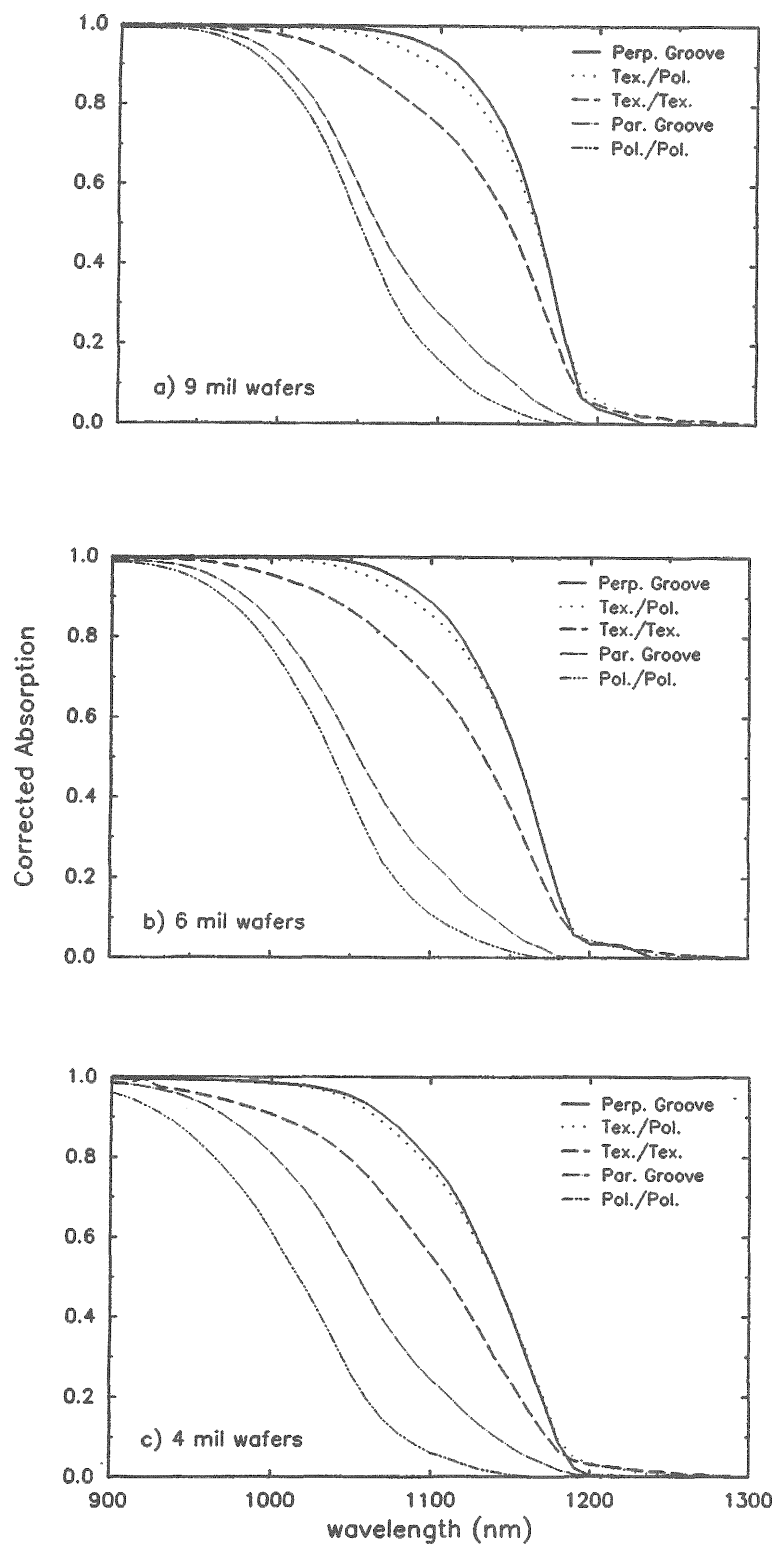 1.0
0.8
0.6
0.4
0.2
0.0
Perp. Groove
Tex./Pol.
Tex./Tex.
Par. Groove
Pol./Pol.
a) 9 mil wafers
Corrected Absorption
1.0
0.8
0.6
0.4
0.2
0.0
Perp. Groove
Tex./Pol.
Tex./Tex.
Par. Groove
Pol./Pol.
b) 6 mil wafers
1.0
0.8
0.6
0.4
0.2
0.0
Perp. Groove
Tex./Pol.
Tex./Tex.
Par. Groove
Pol./Pol.
c) 4 mil wafers
900 1000 1100 1200 1300
wavelength (nm)